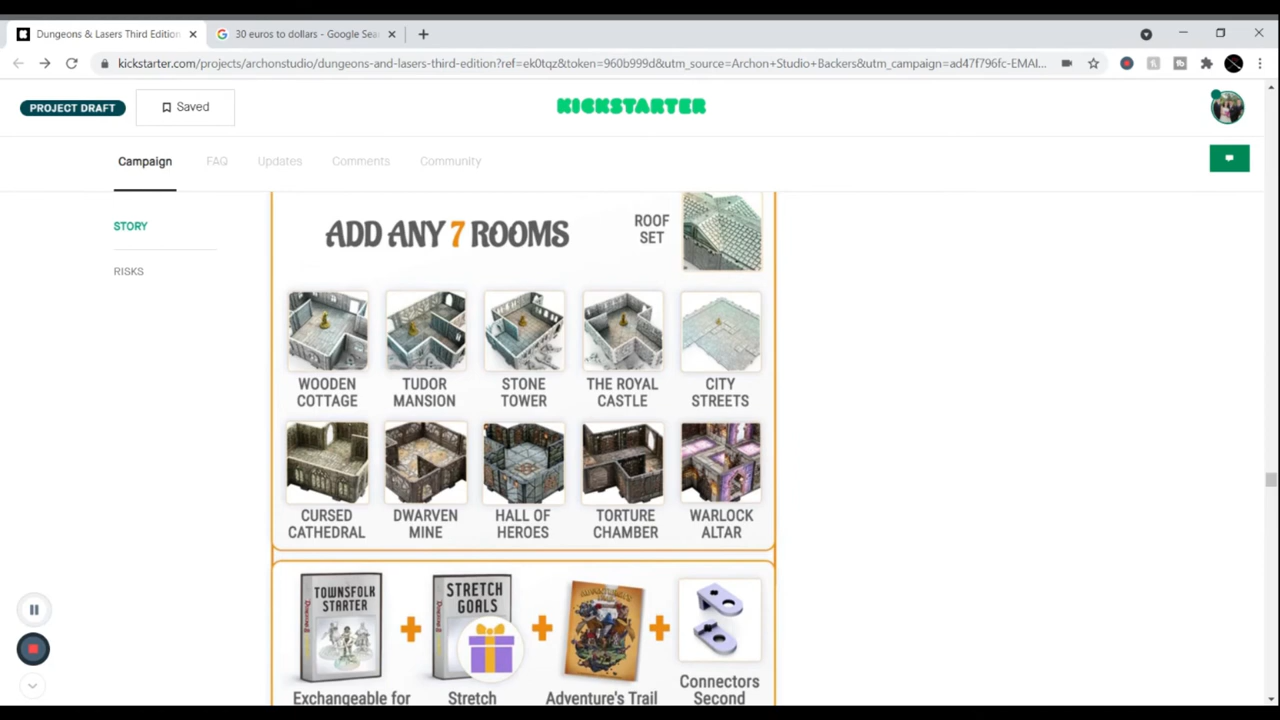 Dungeons & Lasers Third Edition
30 euros to dollars - Google Sea
kickstarter.com/projects/archonstudio/dungeons-and-lasers-third-edition?ref=ek0tqz&token=960b999d&utm_source=Archon+Studio+Backers&utm_campaign=ad47f796fc-EMAI...
PROJECT DRAFT
Saved
KICKSTARTER
Campaign
FAQ
Updates
Comments
Community
STORY
RISKS
ADD ANY 7 ROOMS
ROOF
SET
WOODEN
COTTAGE
TUDOR
MANSION
STONE
TOWER
THE ROYAL
CASTLE
CITY
STREETS
CURSED
CATHEDRAL
DWARVEN
MINE
HALL OF
HEROES
TORTURE
CHAMBER
WARLOCK
ALTAR
TOWNSFOLK
STARTER
STRETCH
GOALS
Exchangeable for
Stretch
Adventure's Trail
Connectors
Second